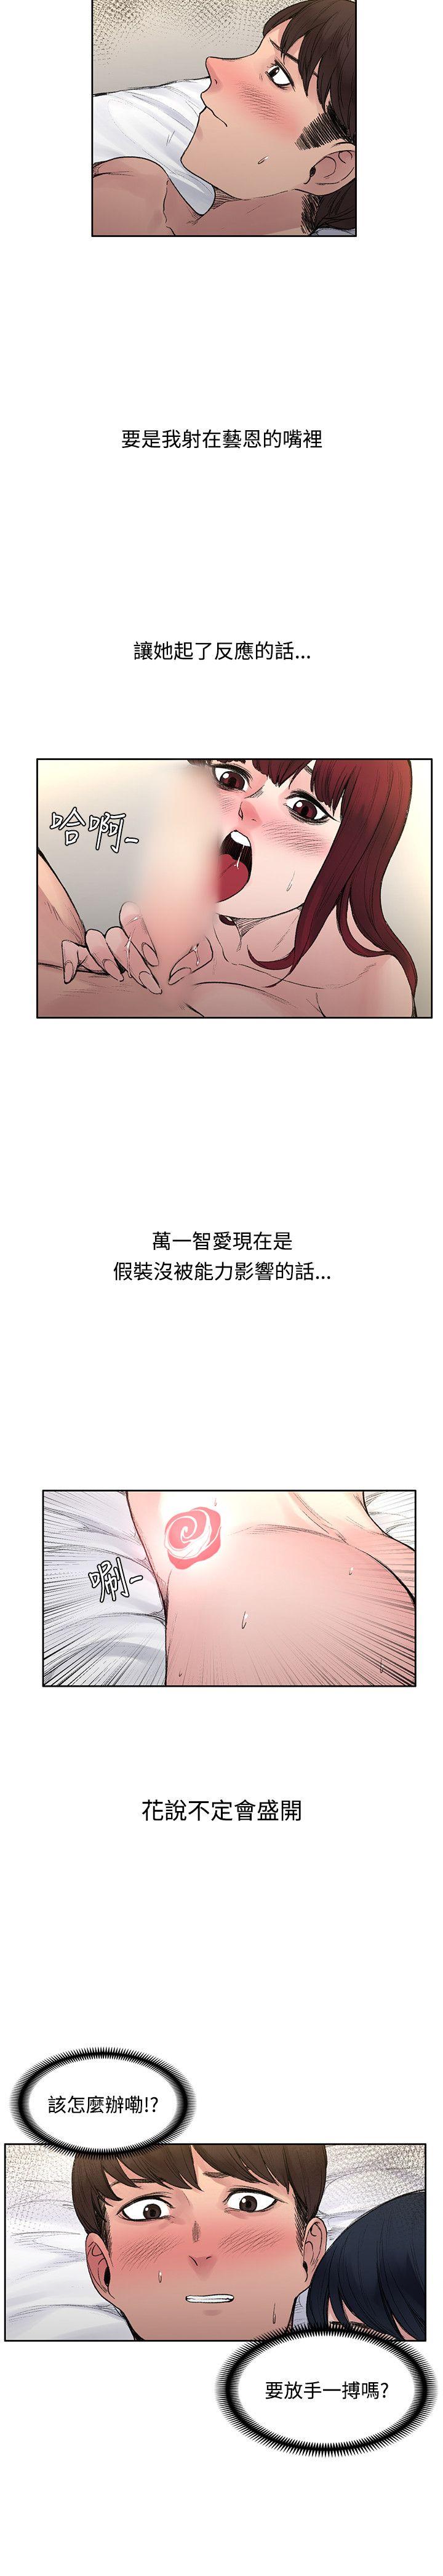 要是我射在藝恩的嘴裡
讓她起了反應的話...
哈啊-
萬一智愛現在是
假裝沒被能力影響的話...
唰-
花說不定會盛開
該怎麼辦嘞!?
要放手一搏嗎?